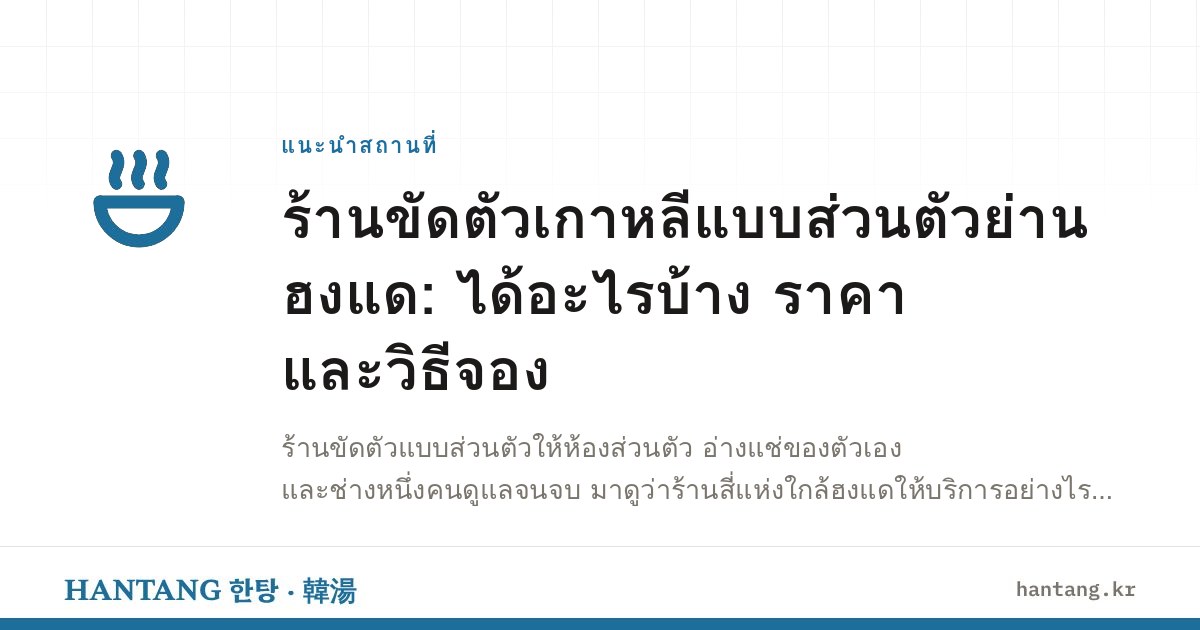 แนะนำสถานที่
ร้านขัดตัวเกาหลีแบบส่วนตัวย่าน
ฮงแด: ได้อะไรบ้าง ราคา
และวิธีจอง
ร้านขัดตัวแบบส่วนตัวให้ห้องส่วนตัว อ่างแช่ของตัวเอง
และช่างหนึ่งคนดูแลจนจบ มาดูว่าร้านสี่แห่งใกล้ฮงแดให้บริการอย่างไร...
HANTANG 한탕 · 韓湯
hantang.kr